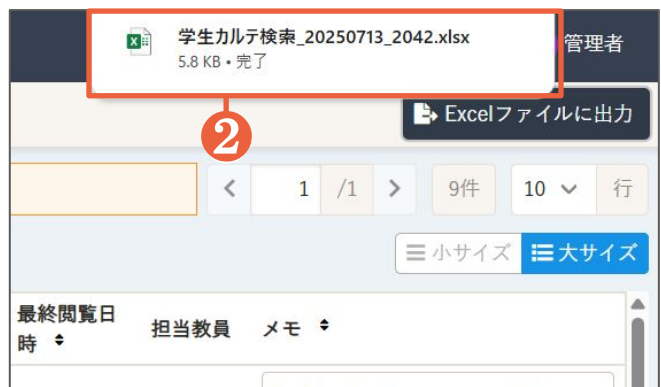 学生カルテ検索_20250713_2042.xlsx
5.8 KB • 完了
管理者
2
Excelファイルに出力
1 /1 9件 10 行
小サイズ 大サイズ
最終閲覧日
時 担当教員 メモ